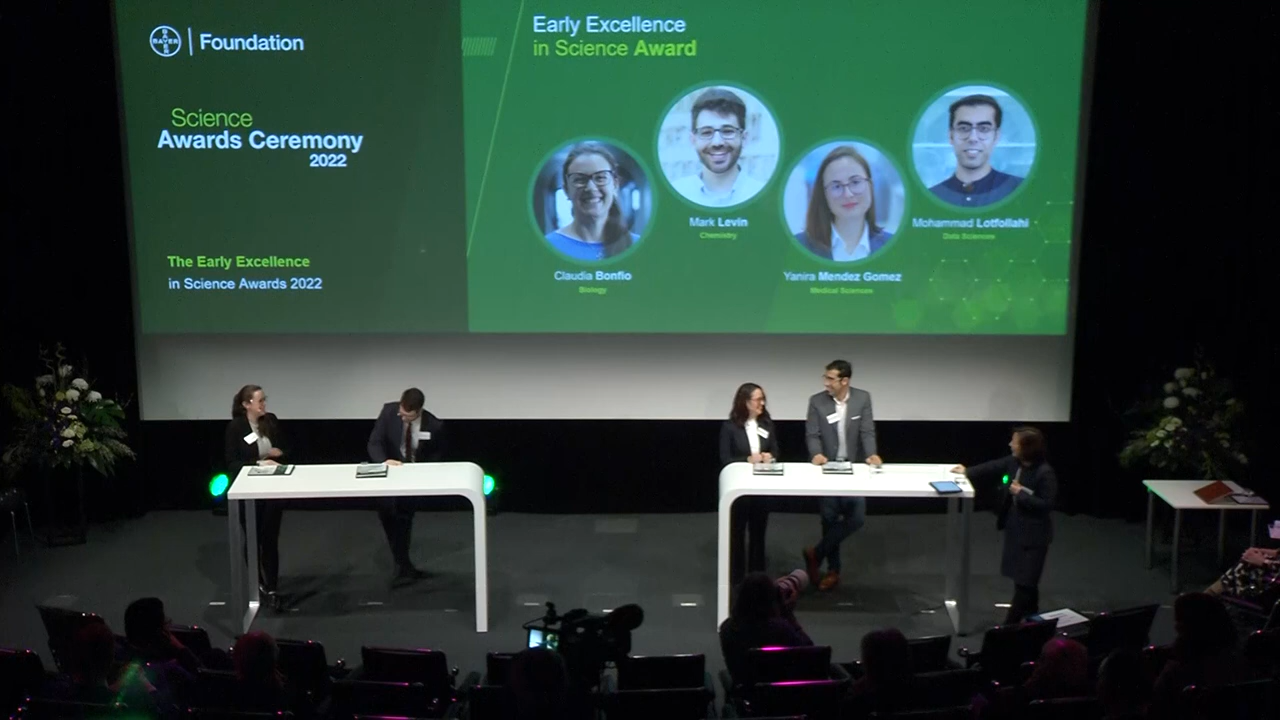 BAYER
Foundation
Science
Awards Ceremony
2022
The Early Excellence
in Science Awards 2022
Early Excellence
in Science Award
Claudia Bonfio
Biology
Mark Levin
Chemistry
Yanira Mendez Gomez
Medical Sciences
Mohammad Lotfollahi
Data Sciences